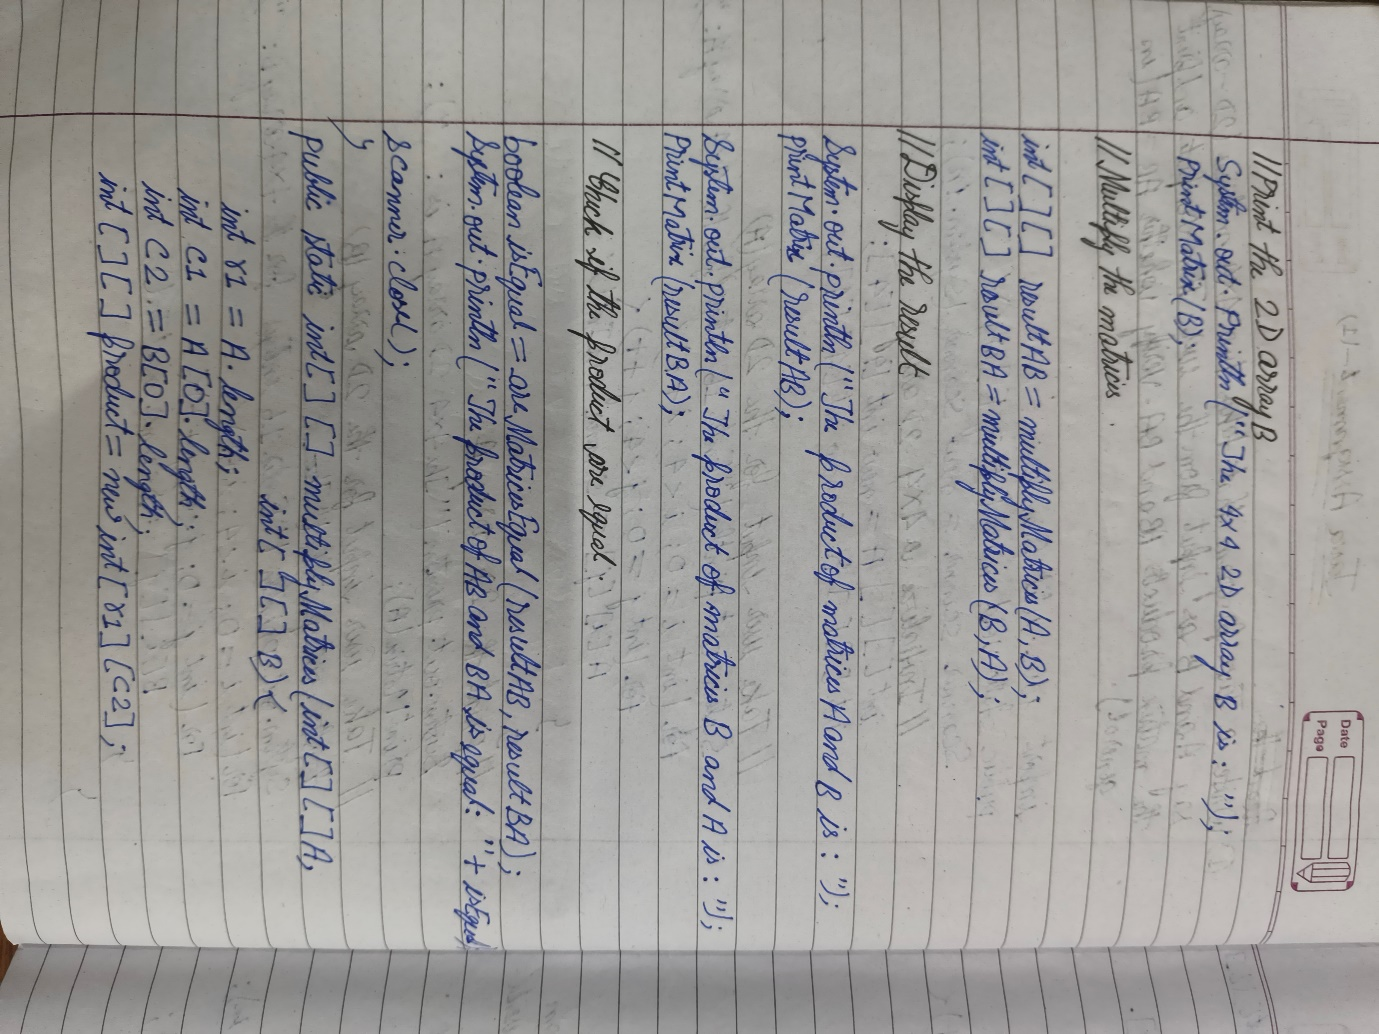 Date
Page
//Print the 2D array B
System.out.Println("The 4x4 2D array B is:");
PrintMatrix(B);
//Multiply the matrices
int [ ] [ ] resultAB = multiplyMatrices(A, B);
int [ ] [ ] resultBA = multiplyMatrices (B, A);
//Display the result
System.out.println("The product of matrices A and B is : ");
printMatrix (resultAB);
System.out.println("The product of matrices B and A is : ");
PrintMatrix (resultBA);
// Check if the product are equal.
boolean isEqual = areMatricesEqual (resultAB, resultBA);
System.out.println("The product of AB and BA is equal: " + isEqual
scanner.close();
}
public static int[ ] [ ] multiplyMatrices (int[ ] [ ] A,
int[ ] [ ] B) {
int r1 = A.length;
int C1 = A[0].length;
int C2 = B[0].length;
int [ ] [ ] product = new int [r1] [C2];